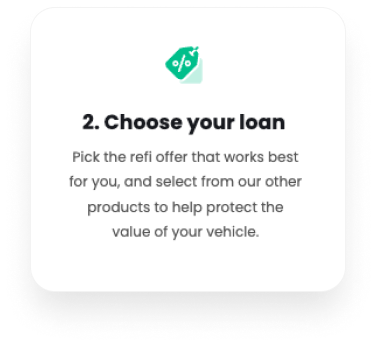 %
2. Choose your loan
Pick the refi offer that works best
for you, and select from our other
products to help protect the
value of your vehicle.